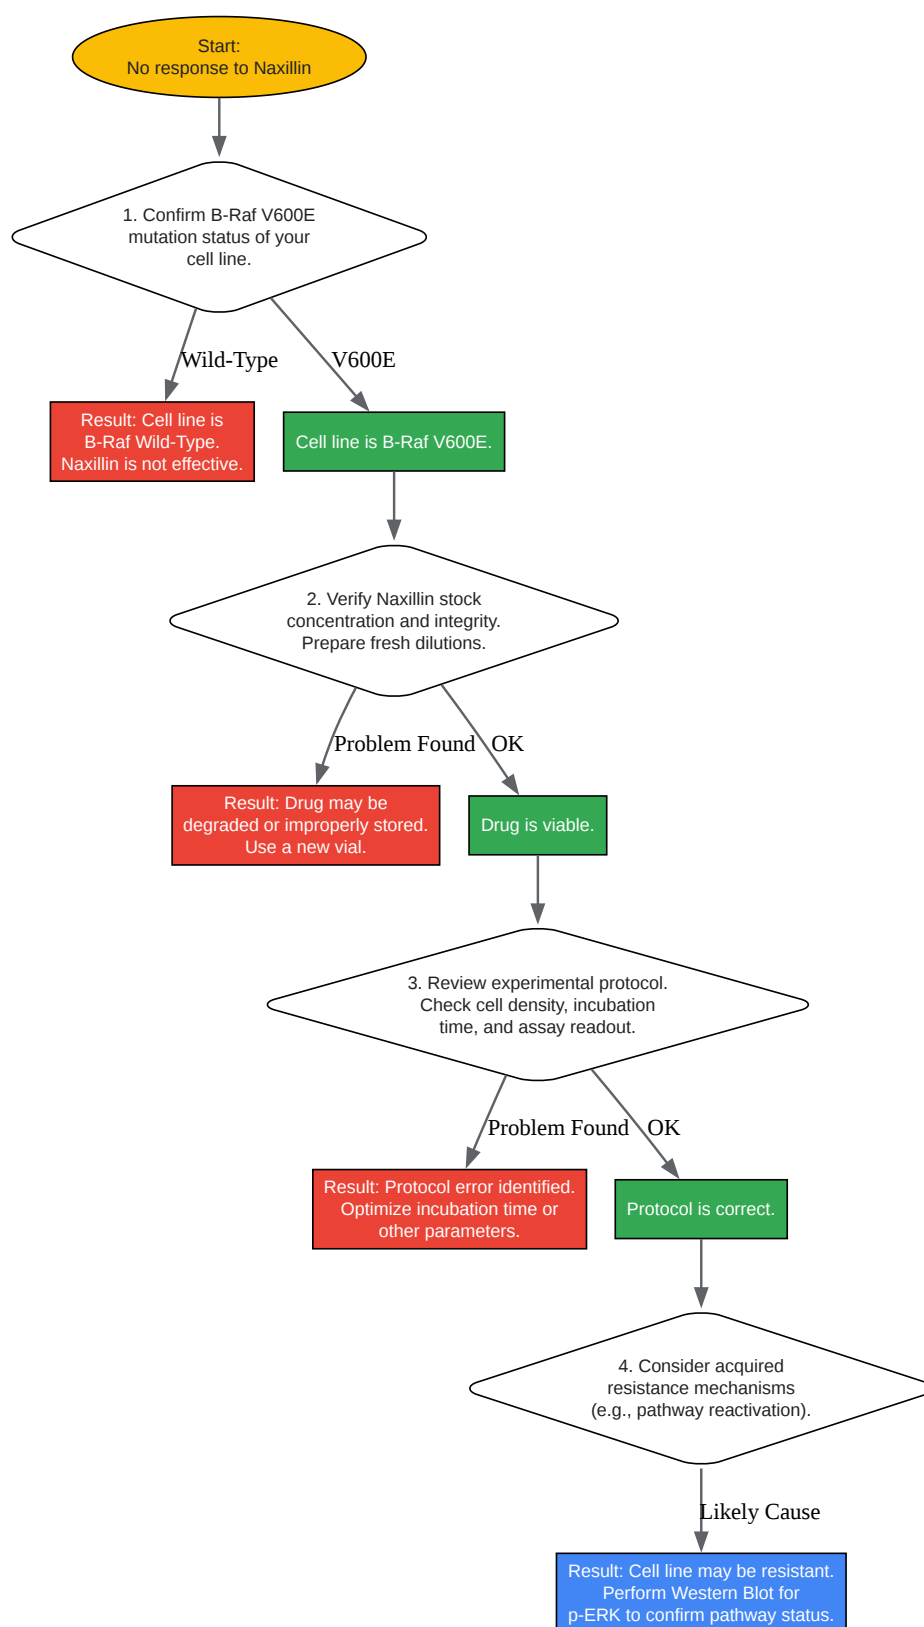 Start:
No response to Naxillin
1. Confirm B-Raf V600E
mutation status of your
cell line.
Wild-Type
V600E
Result: Cell line is
B-Raf Wild-Type.
Naxillin is not effective.
Cell line is B-Raf V600E.
2. Verify Naxillin stock
concentration and integrity.
Prepare fresh dilutions.
Problem Found
OK
Result: Drug may be
degraded or improperly stored.
Use a new vial.
Drug is viable.
3. Review experimental protocol.
Check cell density, incubation
time, and assay readout.
Problem Found
OK
Result: Protocol error identified.
Optimize incubation time or
other parameters.
Protocol is correct.
4. Consider acquired
resistance mechanisms
(e.g., pathway reactivation).
Likely Cause
Result: Cell line may be resistant.
Perform Western Blot for
p-ERK to confirm pathway status.